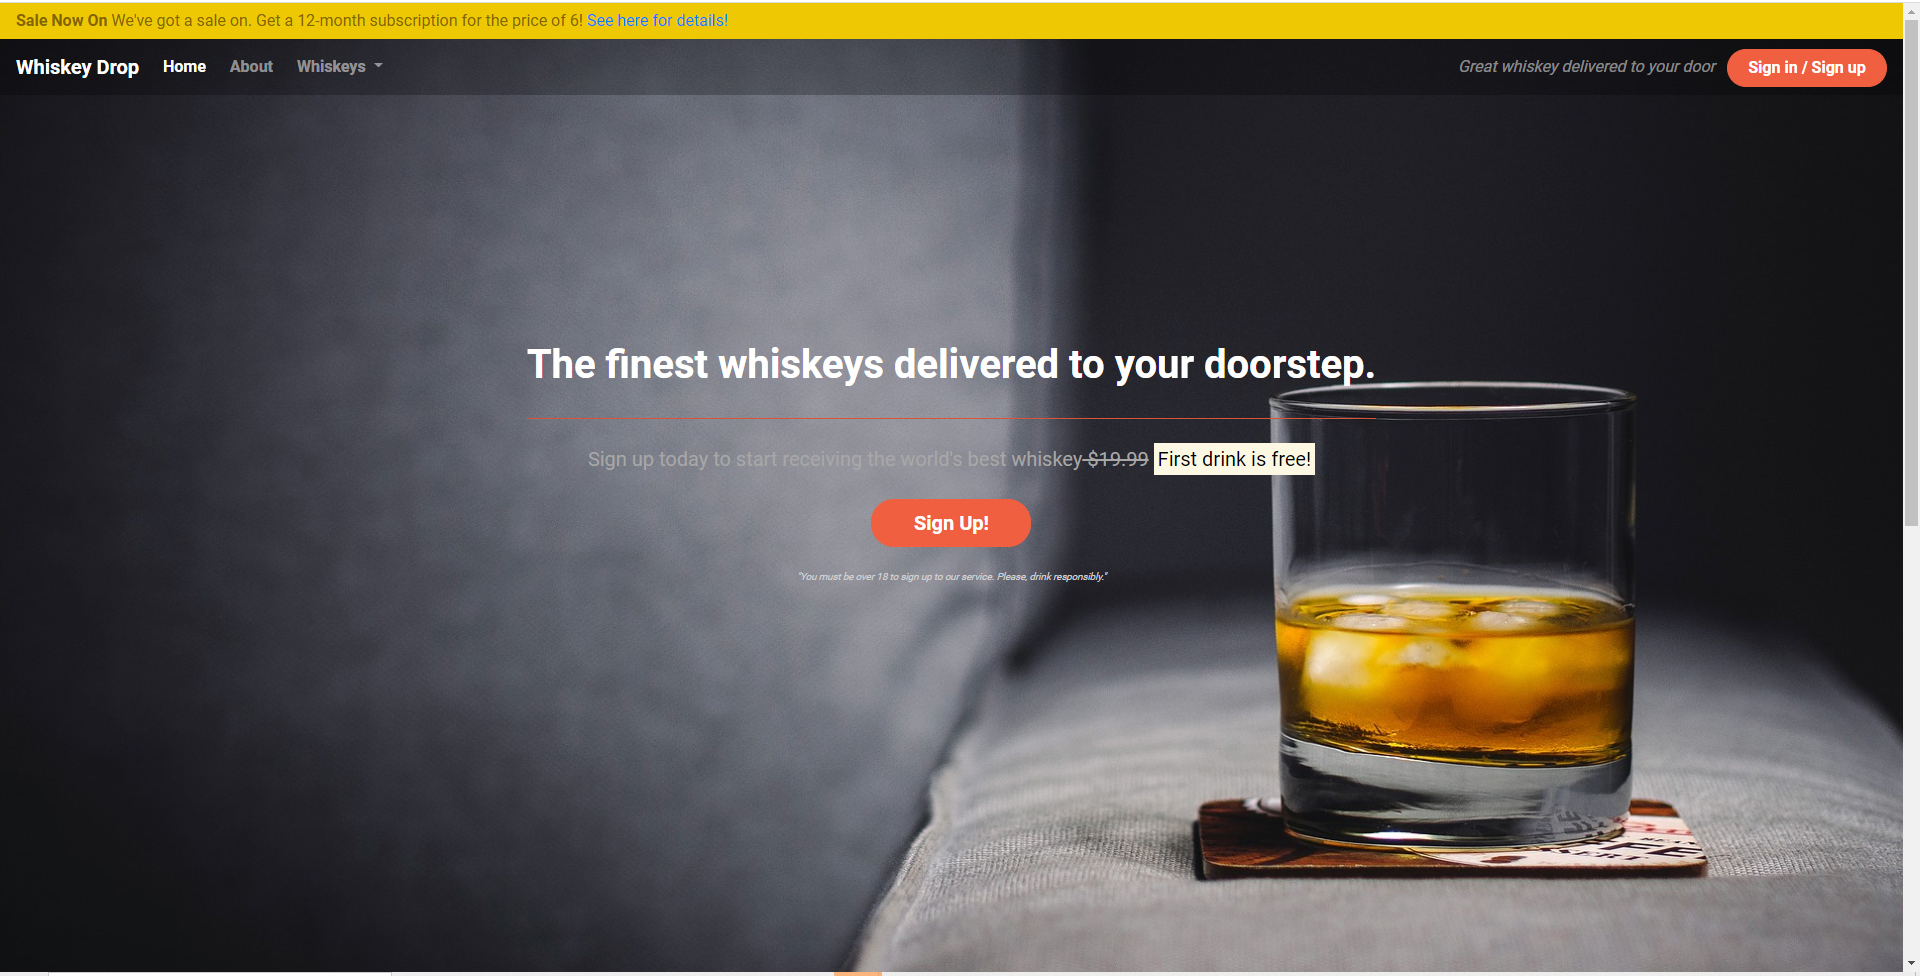 Sale Now On We've got a sale on. Get a 12-month subscription for the price of 6! See here for details!
Whiskey Drop Home About Whiskeys Great whiskey delivered to your door Sign in / Sign up
The finest whiskeys delivered to your doorstep.
Sign up today to start receiving the world's best whiskey $19.99 First drink is free!
Sign Up!
"You must be over 18 to sign up to our service. Please, drink responsibly."